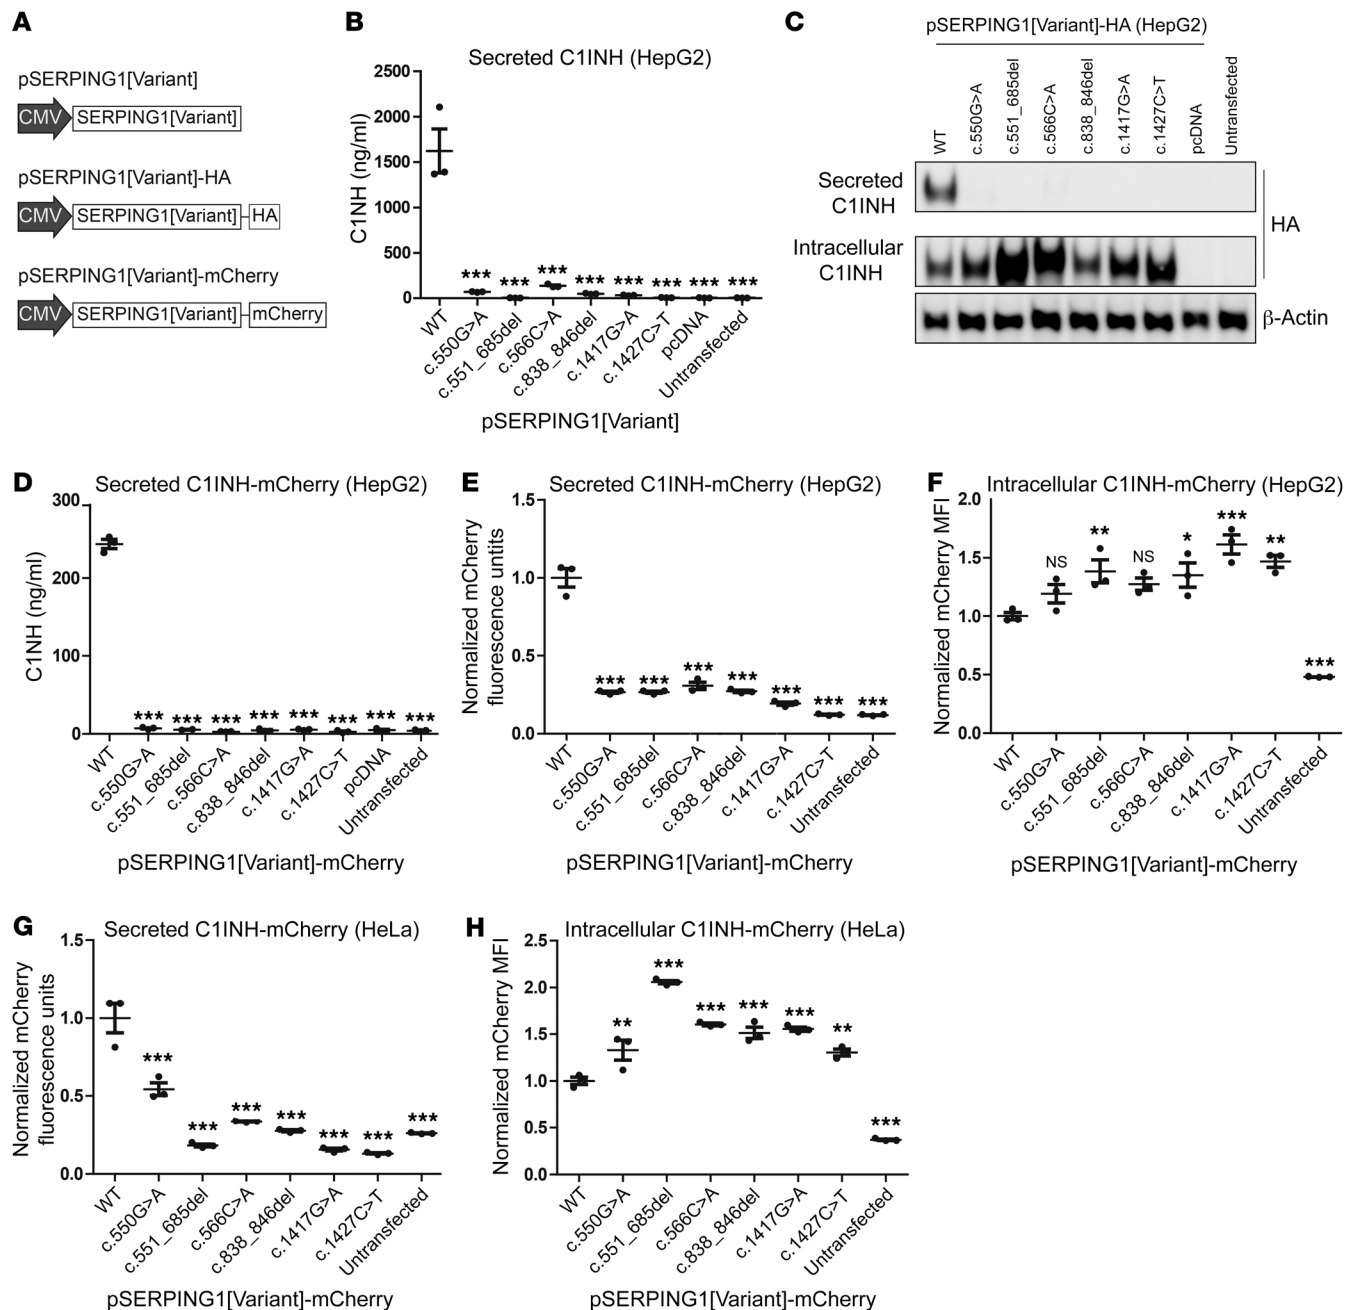 A
pSERPING1[Variant]
CMV SERPING1[Variant]
pSERPING1[Variant]-HA
CMV SERPING1[Variant] HA
pSERPING1[Variant]-mCherry
CMV SERPING1[Variant] mCherry
B
Secreted C1INH (HepG2)
C1NH (ng/ml)
2500
2000
1500
1000
500
0
*** *** *** *** *** *** *** ***
WT
c.550G>A
c.551_685del
c.566C>A
c.838_846del
c.1417G>A
c.1427C>T
pcDNA
Untransfected
pSERPING1[Variant]
C
pSERPING1[Variant]-HA (HepG2)
WT
c.550G>A
c.551_685del
c.566C>A
c.838_846del
c.1417G>A
c.1427C>T
pcDNA
Untransfected
Secreted
C1INH
Intracellular
C1INH
HA
β-Actin
D
Secreted C1INH-mCherry (HepG2)
C1NH (ng/ml)
300
200
100
0
*** *** *** *** *** *** *** ***
WT
c.550G>A
c.551_685del
c.566C>A
c.838_846del
c.1417G>A
c.1427C>T
pcDNA
Untransfected
pSERPING1[Variant]-mCherry
E
Secreted C1INH-mCherry (HepG2)
Normalized mCherry
fluorescence untits
1.5
1.0
0.5
0.0
*** *** *** *** *** *** ***
WT
c.550G>A
c.551_685del
c.566C>A
c.838_846del
c.1417G>A
c.1427C>T
Untransfected
pSERPING1[Variant]-mCherry
F
Intracellular C1INH-mCherry (HepG2)
Normalized mCherry MFI
2.0
1.5
1.0
0.5
0.0
NS ** NS * *** ** ***
WT
c.550G>A
c.551_685del
c.566C>A
c.838_846del
c.1417G>A
c.1427C>T
Untransfected
pSERPING1[Variant]-mCherry
G
Secreted C1INH-mCherry (HeLa)
Normalized mCherry
fluorescence units
1.5
1.0
0.5
0.0
*** *** *** *** *** *** ***
WT
c.550G>A
c.551_685del
c.566C>A
c.838_846del
c.1417G>A
c.1427C>T
Untransfected
pSERPING1[Variant]-mCherry
H
Intracellular C1INH-mCherry (HeLa)
Normalized mCherry MFI
2.5
2.0
1.5
1.0
0.5
0.0
** *** *** *** *** ** ***
WT
c.550G>A
c.551_685del
c.566C>A
c.838_846del
c.1417G>A
c.1427C>T
Untransfected
pSERPING1[Variant]-mCherry